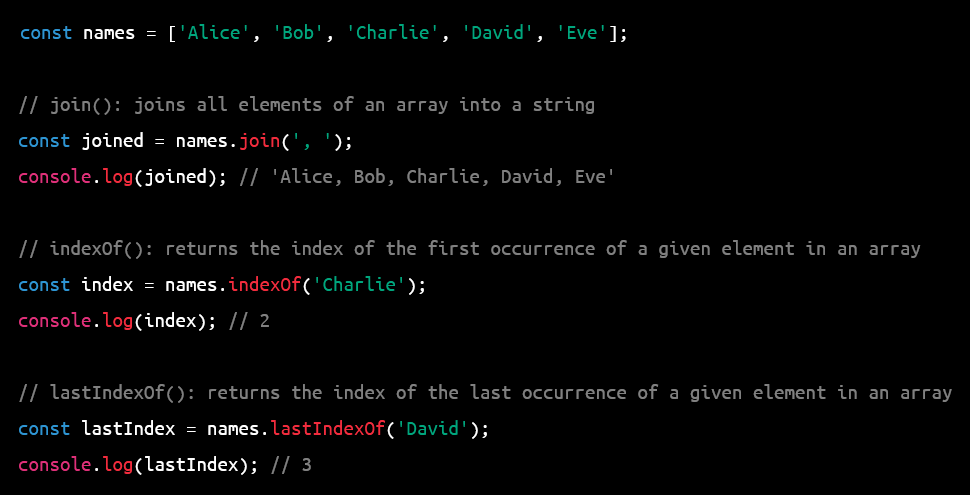 const names = ['Alice', 'Bob', 'Charlie', 'David', 'Eve'];
// join(): joins all elements of an array into a string
const joined = names.join(', ');
console.log(joined); // 'Alice, Bob, Charlie, David, Eve'
// indexOf(): returns the index of the first occurrence of a given element in an array
const index = names.indexOf('Charlie');
console.log(index); // 2
// lastIndexOf(): returns the index of the last occurrence of a given element in an array
const lastIndex = names.lastIndexOf('David');
console.log(lastIndex); // 3